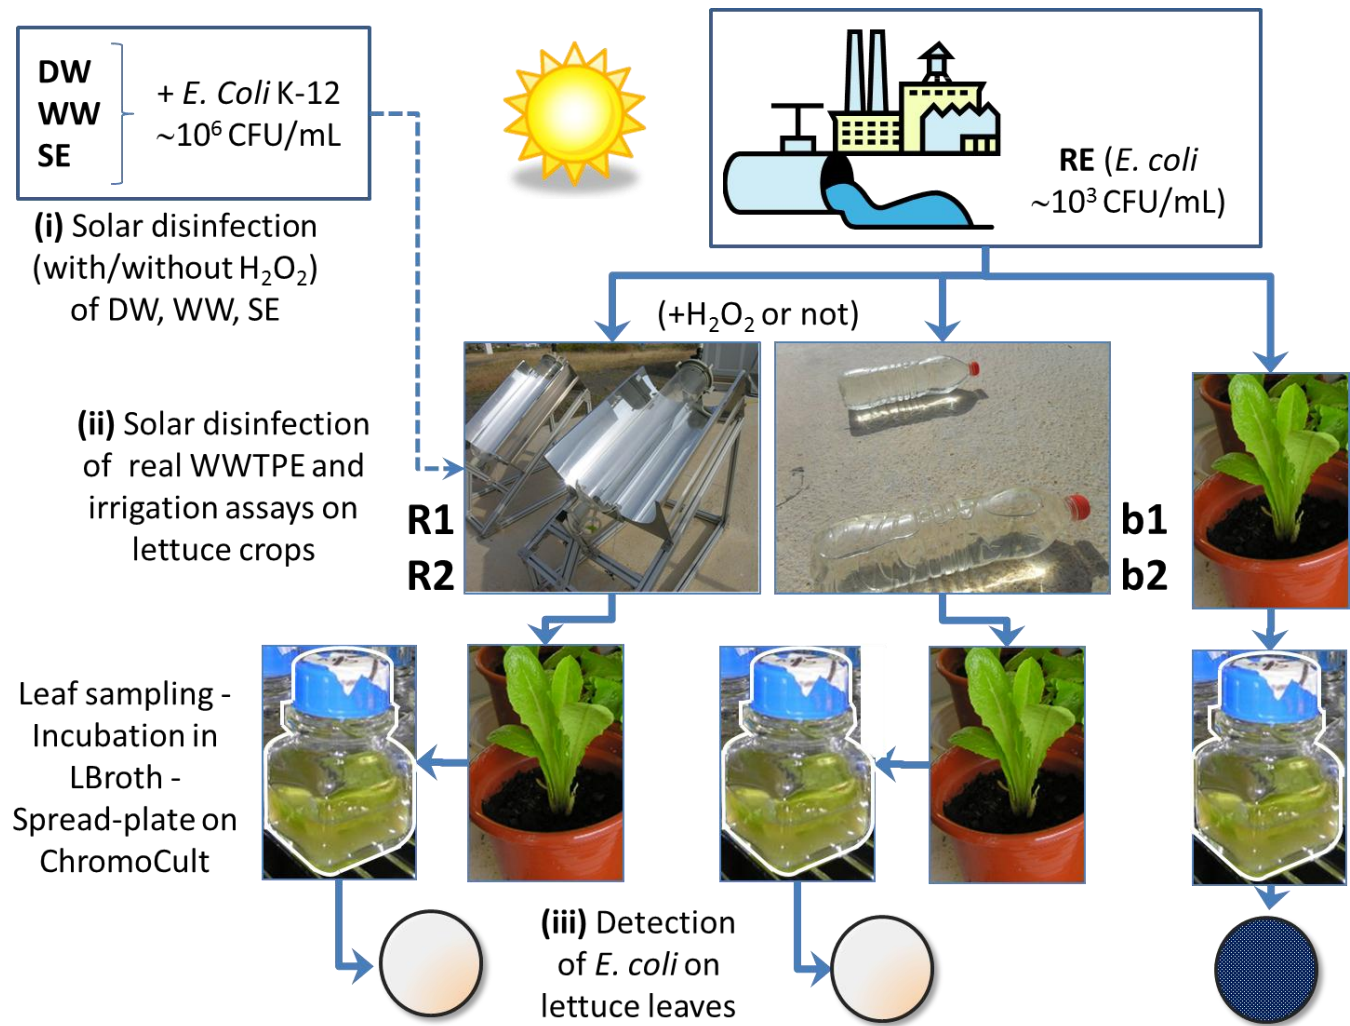 DW
WW
SE
+ E. Coli K-12
~10⁶ CFU/mL
RE (E. coli
~10³ CFU/mL)
(i) Solar disinfection
(with/without H₂O₂)
of DW, WW, SE
(+H₂O₂ or not)
(ii) Solar disinfection
of real WWTPE and
irrigation assays on
lettuce crops
R1
R2
b1
b2
Leaf sampling -
Incubation in
LBroth -
Spread-plate on
ChromoCult
(iii) Detection
of E. coli on
lettuce leaves